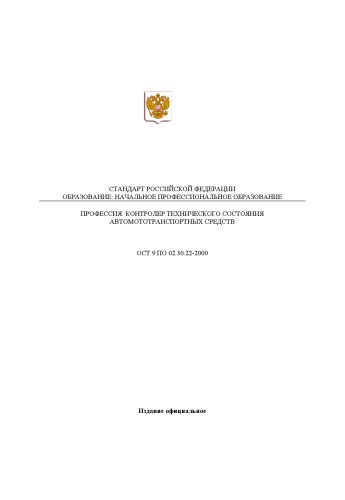 СТАНДАРТ РОССИЙСКОЙ ФЕДЕРАЦИИ
ОБРАЗОВАНИЕ: НАЧАЛЬНОЕ ПРОФЕССИОНАЛЬНОЕ ОБРАЗОВАНИЕ
ПРОФЕССИЯ: КОНТРОЛЕР ТЕХНИЧЕСКОГО СОСТОЯНИЯ
АВТОМОТОТРАНСПОРТНЫХ СРЕДСТВ
ОСТ 9 ПО 02.30.22-2000
Издание официальное